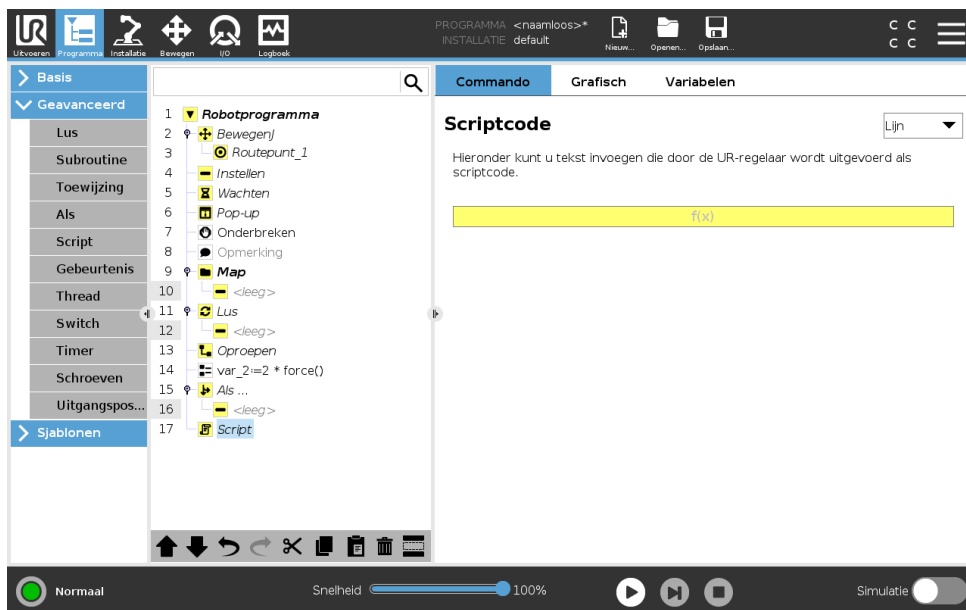 Uitvoeren Programma Installatie Bewegen I/O Logboek
PROGRAMMA <naamloos>*
INSTALLATIE default
Nieuw... Openen... Opslaan...
C C
C C
Basis
Geavanceerd
Lus
Subroutine
Toewijzing
Als
Script
Gebeurtenis
Thread
Switch
Timer
Schroeven
Uitgangspos...
Sjablonen
1 Robotprogramma
2 BewegenJ
3 Routepunt_1
4 Instellen
5 Wachten
6 Pop-up
7 Onderbreken
8 Opmerking
9 Map
10 <leeg>
11 Lus
12 <leeg>
13 Oproepen
14 var_2:=2 * force()
15 Als ...
16 <leeg>
17 Script
Commando Grafisch Variabelen
Scriptcode
Lijn
Hieronder kunt u tekst invoegen die door de UR-regelaar wordt uitgevoerd als
scriptcode.
f(x)
Normaal
Snelheid 100%
Simulatie